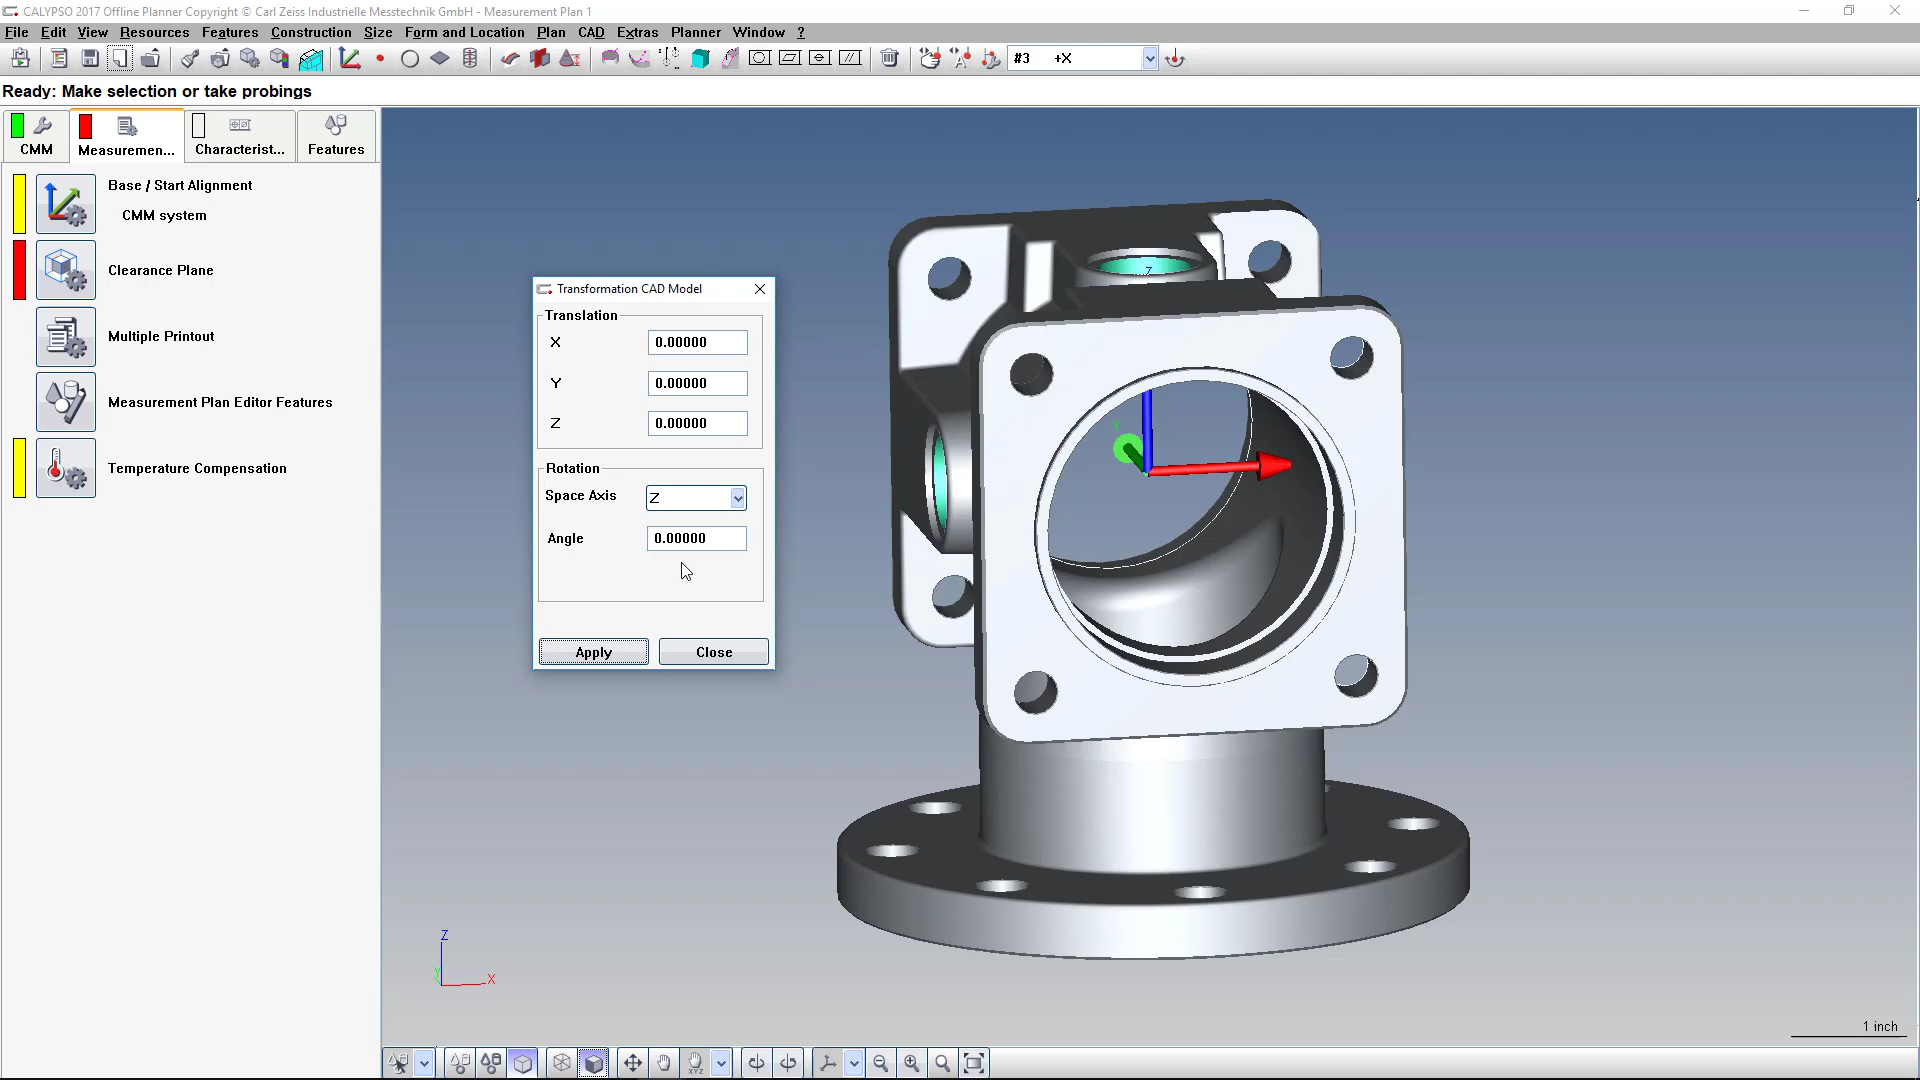 CALYPSO 2017 Offline Planner Copyright © Carl Zeiss Industrielle Messtechnik GmbH - Measurement Plan 1
File Edit View Resources Features Construction Size Form and Location Plan CAD Extras Planner Window ?
#3 +X
Ready: Make selection or take probings
CMM
Measuremen...
Characterist...
Features
Base / Start Alignment
CMM system
Clearance Plane
Multiple Printout
Measurement Plan Editor Features
Temperature Compensation
Transformation CAD Model
Translation
X 0.00000
Y 0.00000
Z 0.00000
Rotation
Space Axis Z
Angle 0.00000
Apply Close
Z
Y
Z
Y
X
1 inch
XYZ